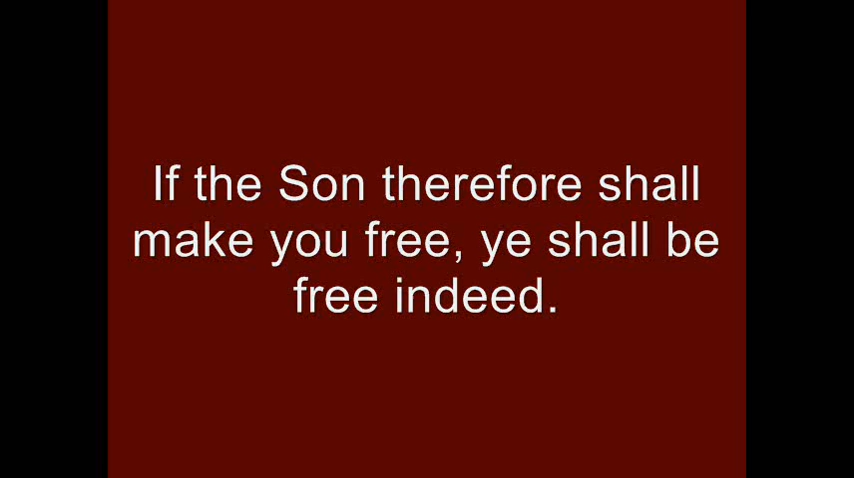 If the Son therefore shall
make you free, ye shall be
free indeed.